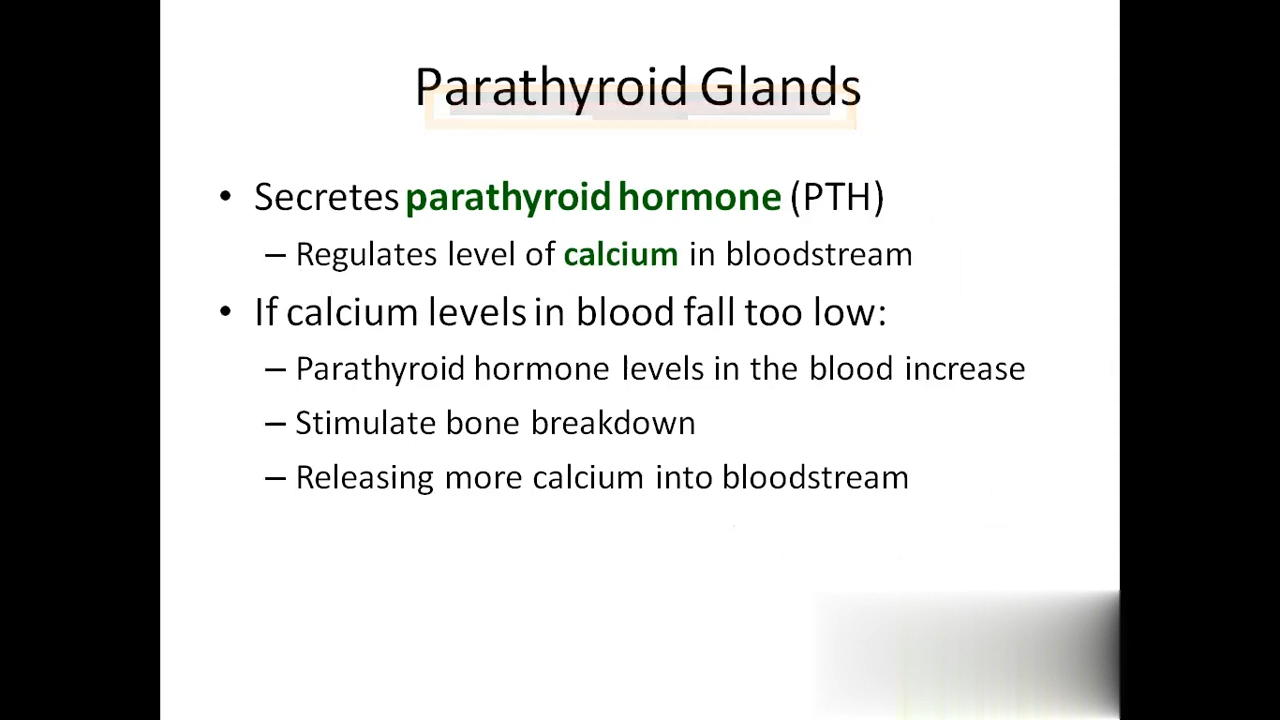 Parathyroid Glands
• Secretes parathyroid hormone (PTH)
– Regulates level of calcium in bloodstream
• If calcium levels in blood fall too low:
– Parathyroid hormone levels in the blood increase
– Stimulate bone breakdown
– Releasing more calcium into bloodstream